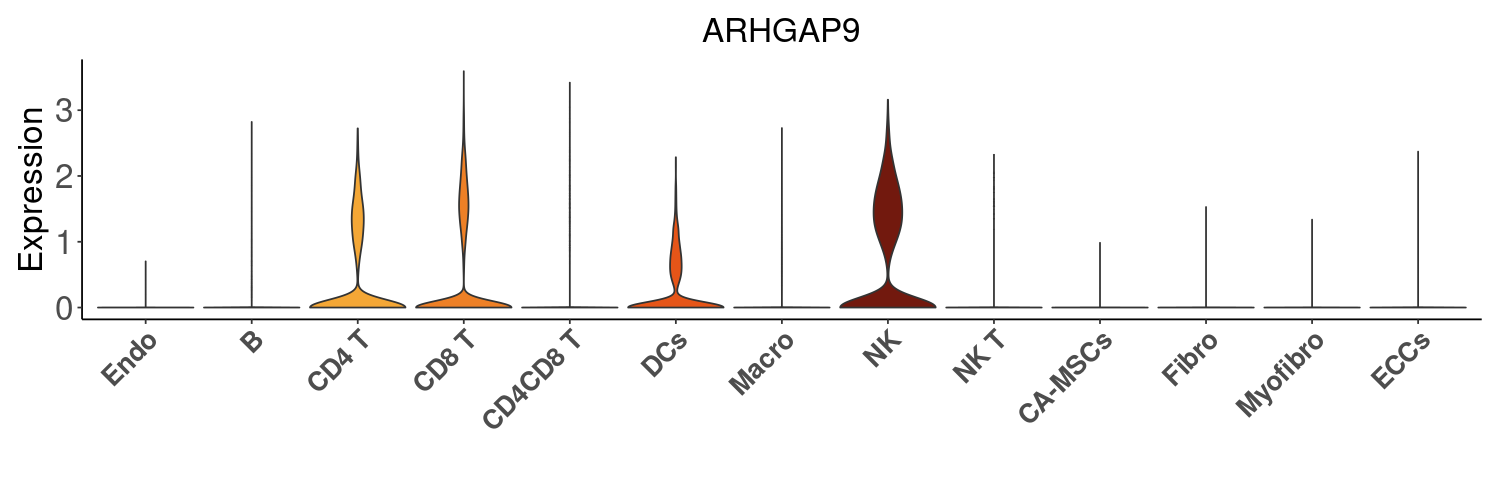 ARHGAP9
Expression
3
2
1
0
Endo
B
CD4 T
CD8 T
CD4CD8 T
DCs
Macro
NK
NK T
CA-MSCs
Fibro
Myofibro
ECCs